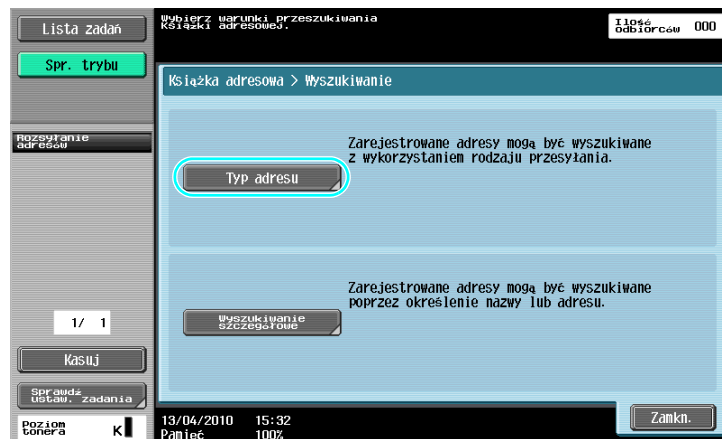 Lista zadań
Spr. trybu
Wybierz warunki przeszukiwania
Książki adresowej.
Ilość
odbiorców 000
Książka adresowa > Wyszukiwanie
Rozsyłanie
adresów
Zarejestrowane adresy mogą być wyszukiwane
z wykorzystaniem rodzaju przesyłania.
Typ adresu
Zarejestrowane adresy mogą być wyszukiwane
poprzez określenie nazwy lub adresu.
Wyszukiwanie
szczegółowe
1/ 1
Kasuj
Sprawdź
ustaw. zadania
Poziom
tonera K
13/04/2010 15:32
Pamięć 100%
Zamkn.